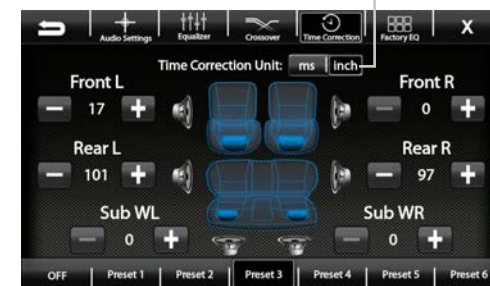 Audio Settings Equalizer Crossover Time Correction Factory EQ X
Time Correction Unit: ms inch
Front L Front R
17 0
Rear L Rear R
101 97
Sub WL Sub WR
0 0
OFF Preset 1 Preset 2 Preset 3 Preset 4 Preset 5 Preset 6